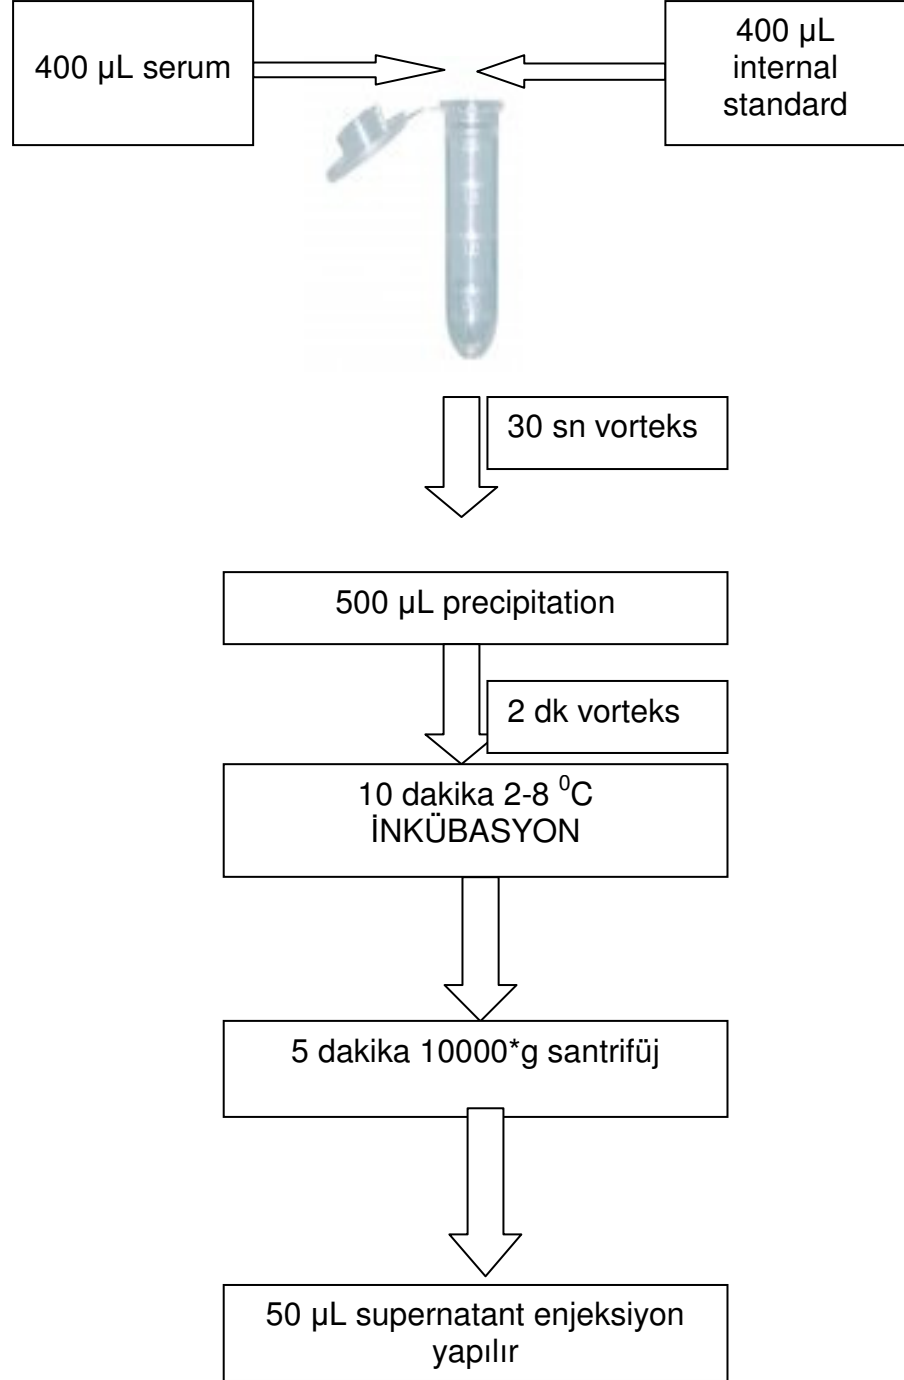 400 µL serum
400 µL
internal
standard
30 sn vorteks
500 µL precipitation
2 dk vorteks
10 dakika 2-8 ⁰C
İNKÜBASYON
5 dakika 10000*g santrifüj
50 µL supernatant enjeksiyon
yapılır